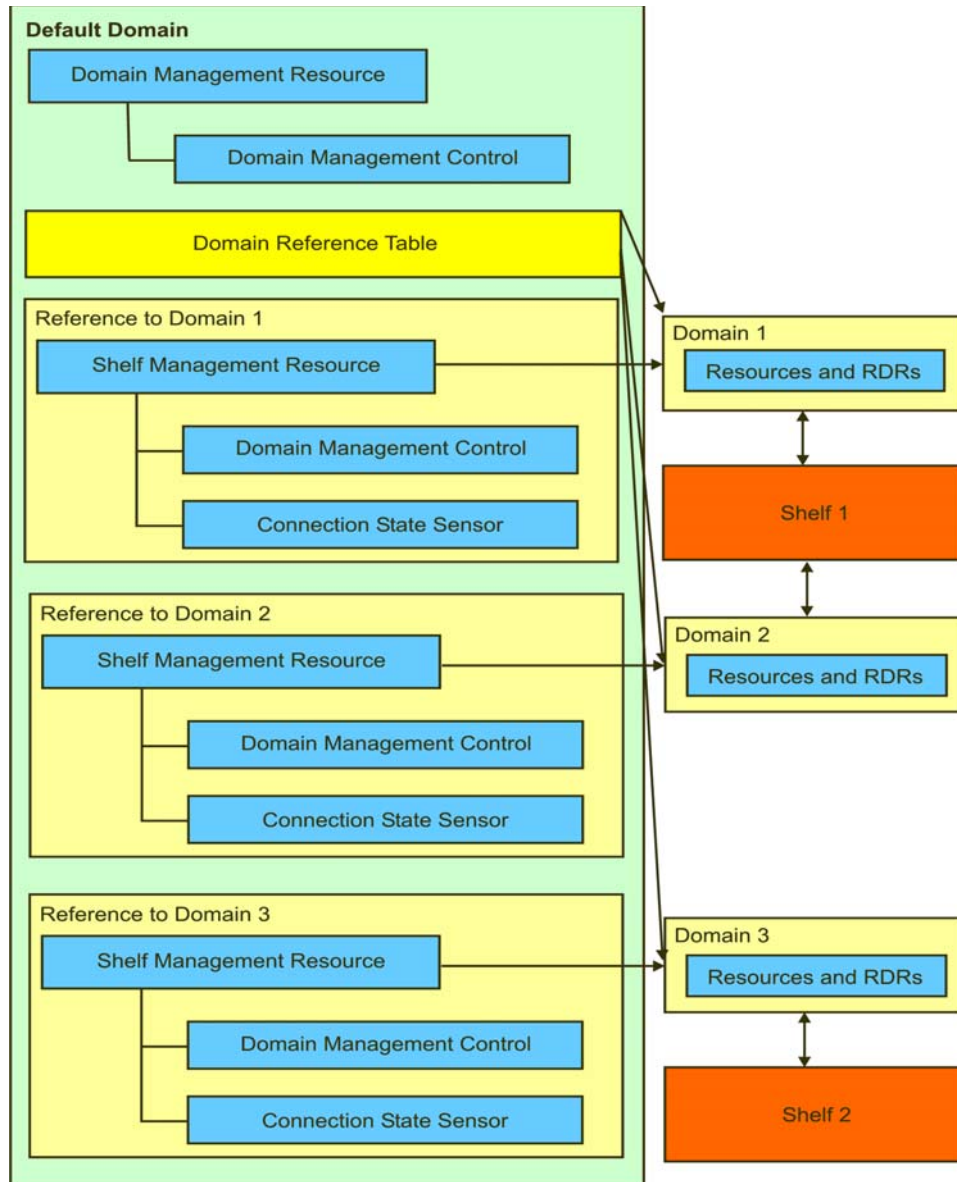 Default Domain
Domain Management Resource
Domain Management Control
Domain Reference Table
Reference to Domain 1
Shelf Management Resource
Domain Management Control
Connection State Sensor
Domain 1
Resources and RDRs
Shelf 1
Reference to Domain 2
Shelf Management Resource
Domain Management Control
Connection State Sensor
Domain 2
Resources and RDRs
Reference to Domain 3
Shelf Management Resource
Domain Management Control
Connection State Sensor
Domain 3
Resources and RDRs
Shelf 2